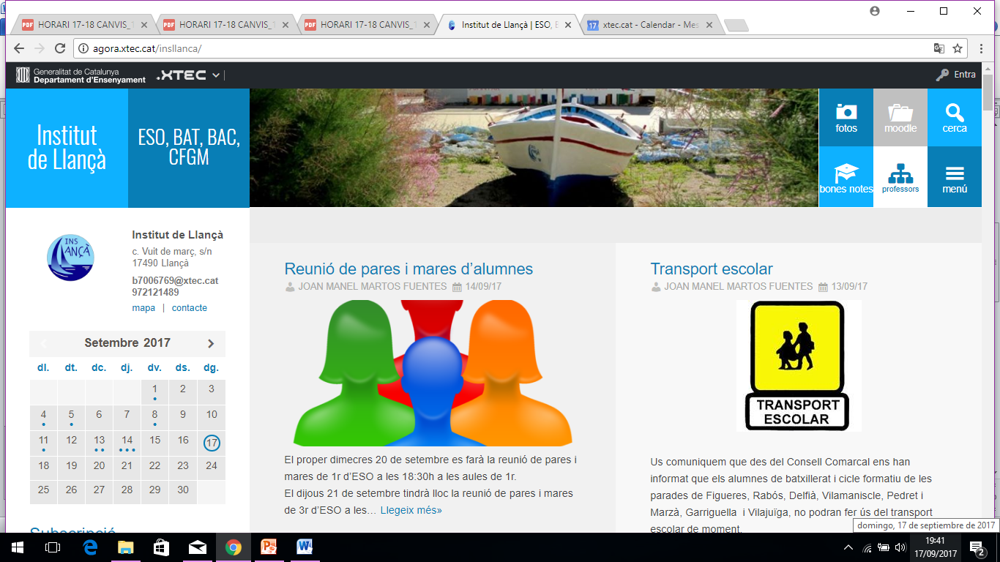 HORARI 17-18 CANVIS_
HORARI 17-18 CANVIS_
HORARI 17-18 CANVIS_
Institut de Llançà | ESO, B
xtec.cat - Calendar - Mes
agora.xtec.cat/insllanca/
Generalitat de Catalunya
Departament d'Ensenyament
.XTEC
Entra
Institut
de Llançà
ESO, BAT, BAC,
CFGM
fotos
moodle
cerca
bones notes
professors
menú
INS
LLANÇÀ
Institut de Llançà
c. Vuit de març, s/n
17490 Llançà
b7006769@xtec.cat
972121489
mapa | contacte
Setembre 2017
dl. dt. dc. dj. dv. ds. dg.
1 2 3
4 5 6 7 8 9 10
11 12 13 14 15 16 17
18 19 20 21 22 23 24
25 26 27 28 29 30
Subscripció
Reunió de pares i mares d'alumnes
JOAN MANEL MARTOS FUENTES 14/09/17
El proper dimecres 20 de setembre es farà la reunió de pares i
mares de 1r d'ESO a les 18:30h a les aules de 1r.
El dijous 21 de setembre tindrà lloc la reunió de pares i mares
de 3r d'ESO a les… Llegeix més»
Transport escolar
JOAN MANEL MARTOS FUENTES 13/09/17
TRANSPORT
ESCOLAR
Us comuniquem que des del Consell Comarcal ens han
informat que els alumnes de batxillerat i cicle formatiu de les
parades de Figueres, Rabós, Delfià, Vilamaniscle, Pedret i
Marzà, Garriguella i Vilajuïga, no podran fer ús del transport
escolar de moment.
domingo, 17 de septiembre de 2017
19:41
17/09/2017
2